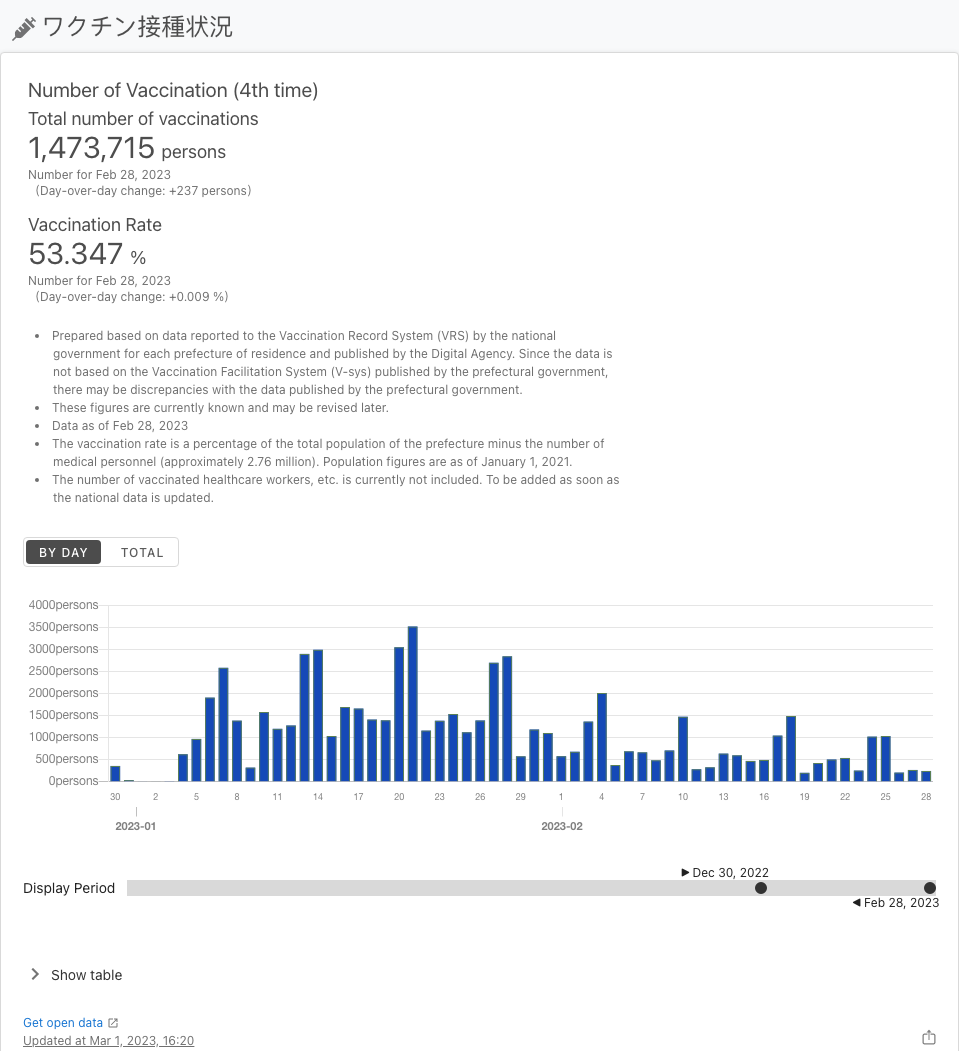 ワクチン接種状況
Number of Vaccination (4th time)
Total number of vaccinations
1,473,715 persons
Number for Feb 28, 2023
(Day-over-day change: +237 persons)
Vaccination Rate
53.347 %
Number for Feb 28, 2023
(Day-over-day change: +0.009 %)
• Prepared based on data reported to the Vaccination Record System (VRS) by the national
government for each prefecture of residence and published by the Digital Agency. Since the data is
not based on the Vaccination Facilitation System (V-sys) published by the prefectural government,
there may be discrepancies with the data published by the prefectural government.
• These figures are currently known and may be revised later.
• Data as of Feb 28, 2023
• The vaccination rate is a percentage of the total population of the prefecture minus the number of
medical personnel (approximately 2.76 million). Population figures are as of January 1, 2021.
• The number of vaccinated healthcare workers, etc. is currently not included. To be added as soon as
the national data is updated.
BY DAY TOTAL
4000persons
3500persons
3000persons
2500persons
2000persons
1500persons
1000persons
500persons
0persons
30 2 5 8 11 14 17 20 23 26 29 1 4 7 10 13 16 19 22 25 28
2023-01 2023-02
Dec 30, 2022
Display Period
Feb 28, 2023
Show table
Get open data
Updated at Mar 1, 2023, 16:20